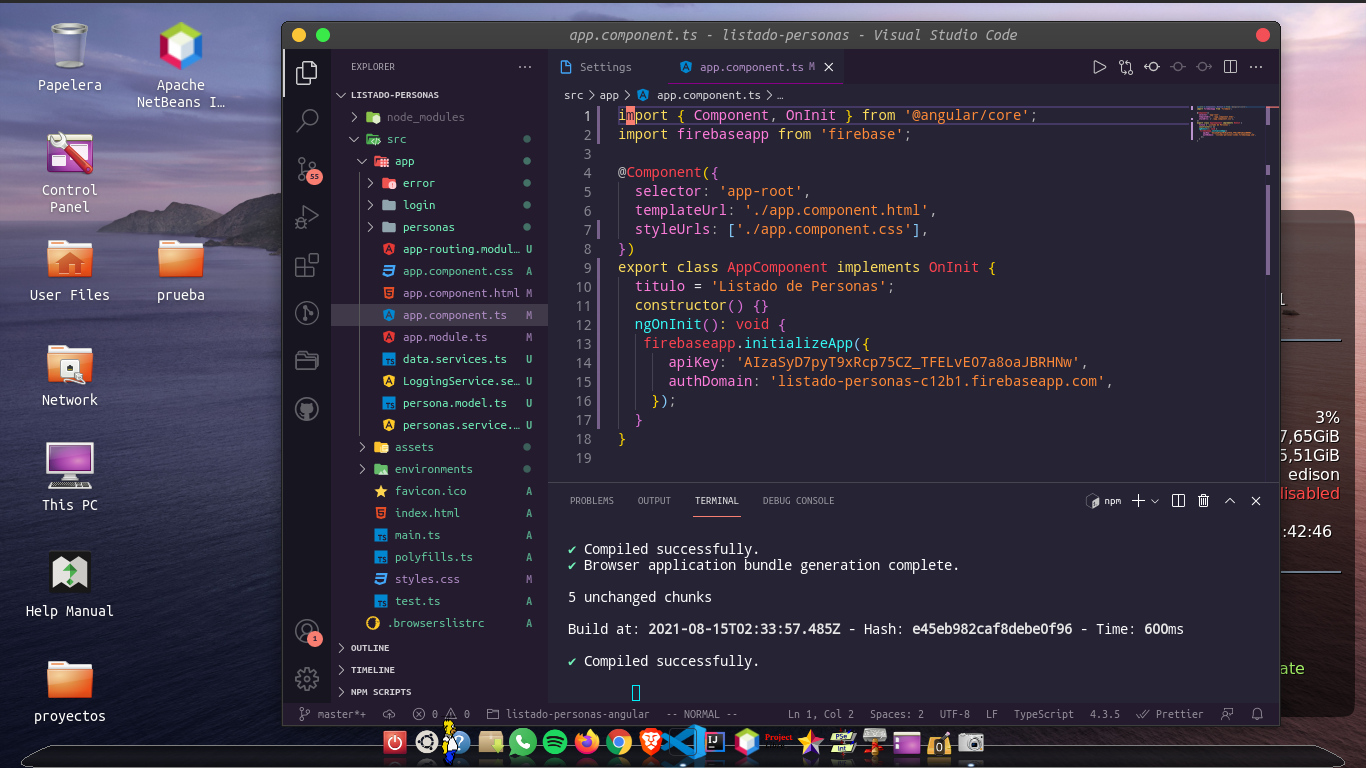 Papelera
Apache
NetBeans I...
Control
Panel
User Files
prueba
Network
This PC
Help Manual
proyectos
app.component.ts - listado-personas - Visual Studio Code
EXPLORER
LISTADO-PERSONAS
node_modules
src
app
error
login
personas
app-routing.modul... U
app.component.css A
app.component.html M
app.component.ts M
app.module.ts M
data.services.ts U
LoggingService.se... U
persona.model.ts U
personas.service.... U
assets
environments
favicon.ico A
index.html A
main.ts A
polyfills.ts A
styles.css M
test.ts A
.browserslistrc A
OUTLINE
TIMELINE
NPM SCRIPTS
55
1
Settings
app.component.ts M
src > app > app.component.ts > ...
1 import { Component, OnInit } from '@angular/core';
2 import firebaseapp from 'firebase';
3
4 @Component({
5 selector: 'app-root',
6 templateUrl: './app.component.html',
7 styleUrls: ['./app.component.css'],
8 })
9 export class AppComponent implements OnInit {
10 titulo = 'Listado de Personas';
11 constructor() {}
12 ngOnInit(): void {
13 firebaseapp.initializeApp({
14 apiKey: 'AIzaSyD7pyT9xRcp75CZ_TFELvEO7a8oaJBRHNw',
15 authDomain: 'listado-personas-c12b1.firebaseapp.com',
16 });
17 }
18 }
19
PROBLEMS OUTPUT TERMINAL DEBUG CONSOLE
npm
✔ Compiled successfully.
✔ Browser application bundle generation complete.
5 unchanged chunks
Build at: 2021-08-15T02:33:57.485Z - Hash: e45eb982caf8debe0f96 - Time: 600ms
✔ Compiled successfully.
master*+ 0 0 listado-personas-angular -- NORMAL -- Ln 1, Col 2 Spaces: 2 UTF-8 LF TypeScript 4.3.5 Prettier
3%
7,65GiB
5,51GiB
edison
disabled
:42:46
ate
Project